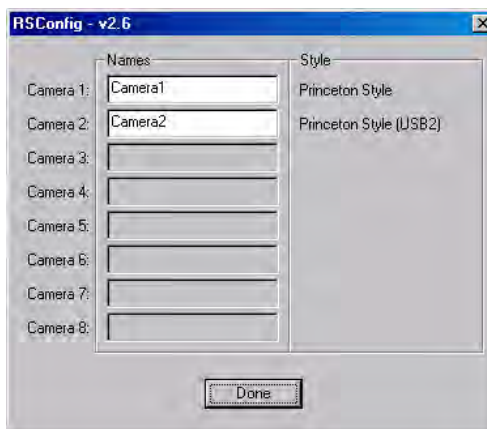 RSConfig - v2.6
Names Style
Camera 1: Camera1 Princeton Style
Camera 2: Camera2 Princeton Style (USB2)
Camera 3:
Camera 4:
Camera 5:
Camera 6:
Camera 7:
Camera 8:
Done